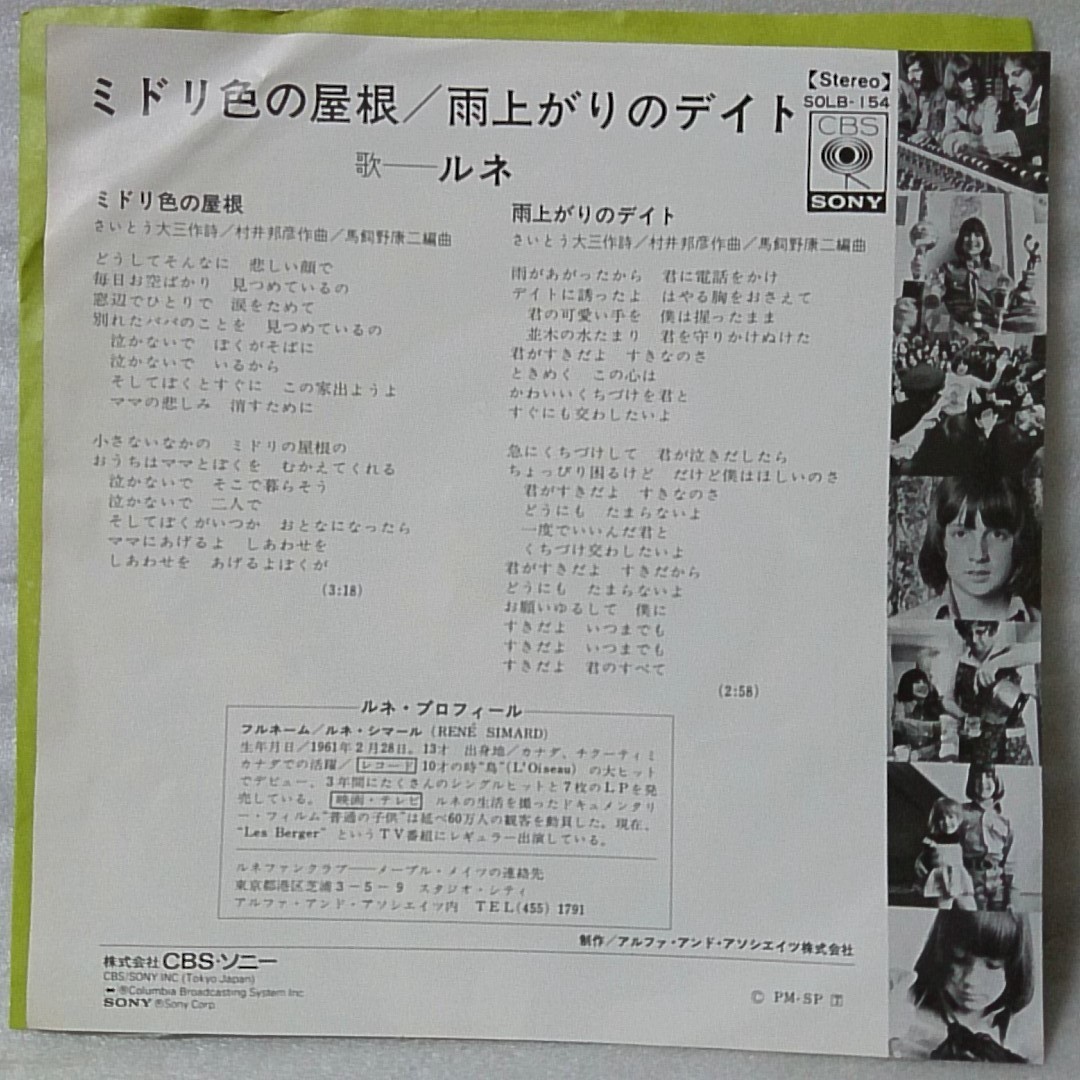 ミドリ色の屋根／雨上がりのデイト
歌――ルネ
【Stereo】
SOLB-154
CBS
SONY
ミドリ色の屋根
さいとう大三作詩／村井邦彦作曲／馬飼野康二編曲
どうしてそんなに　悲しい顔で
毎日お空ばかり　見つめているの
窓辺でひとりで　涙をためて
別れたパパのことを　見つめているの
泣かないで　ぼくがそばに
泣かないで　いるから
そしてぼくとすぐに　この家出ようよ
ママの悲しみ　消すために
小さないなかの　ミドリの屋根の
おうちはママとぼくを　むかえてくれる
泣かないで　そこで暮らそう
泣かないで　二人で
そしてぼくがいつか　おとなになったら
ママにあげるよ　しあわせを
しあわせを　あげるよぼくが
(3:18)
雨上がりのデイト
さいとう大三作詩／村井邦彦作曲／馬飼野康二編曲
雨があがったから　君に電話をかけ
デイトに誘ったよ　はやる胸をおさえて
君の可愛い手を　僕は握ったまま
並木の水たまり　君を守りかけぬけた
君がすきだよ　すきなのさ
ときめく　この心は
かわいいくちづけを君と
すぐにも交わしたいよ
急にくちづけして　君が泣きだしたら
ちょっぴり困るけど　だけど僕はほしいのさ
君がすきだよ　すきなのさ
どうにも　たまらないよ
一度でいいんだ君と
くちづけ交わしたいよ
君がすきだよ　すきだから
どうにも　たまらないよ
お願いゆるして　僕に
すきだよ　いつまでも
すきだよ　いつまでも
すきだよ　君のすべて
(2:58)
ルネ・プロフィール
フルネーム／ルネ・シマール (RENÉ SIMARD)
生年月日／1961年2月28日。13才　出身地／カナダ、チクーティミ
カナダでの活躍／ レコード 10才の時“鳥”(L'Oiseau) の大ヒット
でデビュー、3年間にたくさんのシングルヒットと7枚のLPを発
売している。 映画・テレビ ルネの生活を撮ったドキュメンタリ
ー・フィルム“普通の子供”は延べ60万人の観客を動員した。現在、
“Les Berger” というTV番組にレギュラー出演している。
ルネファンクラブ――メープル・メイツの連絡先
東京都港区芝浦3－5－9　スタジオ・シティ
アルファ・アンド・アソシエイツ内　TEL(455) 1791
制作／アルファ・アンド・アソシエイツ株式会社
株式会社CBS・ソニー
CBS/SONY INC (Tokyo Japan)
®Columbia Broadcasting System Inc
SONY ®Sony Corp
© PM-SP